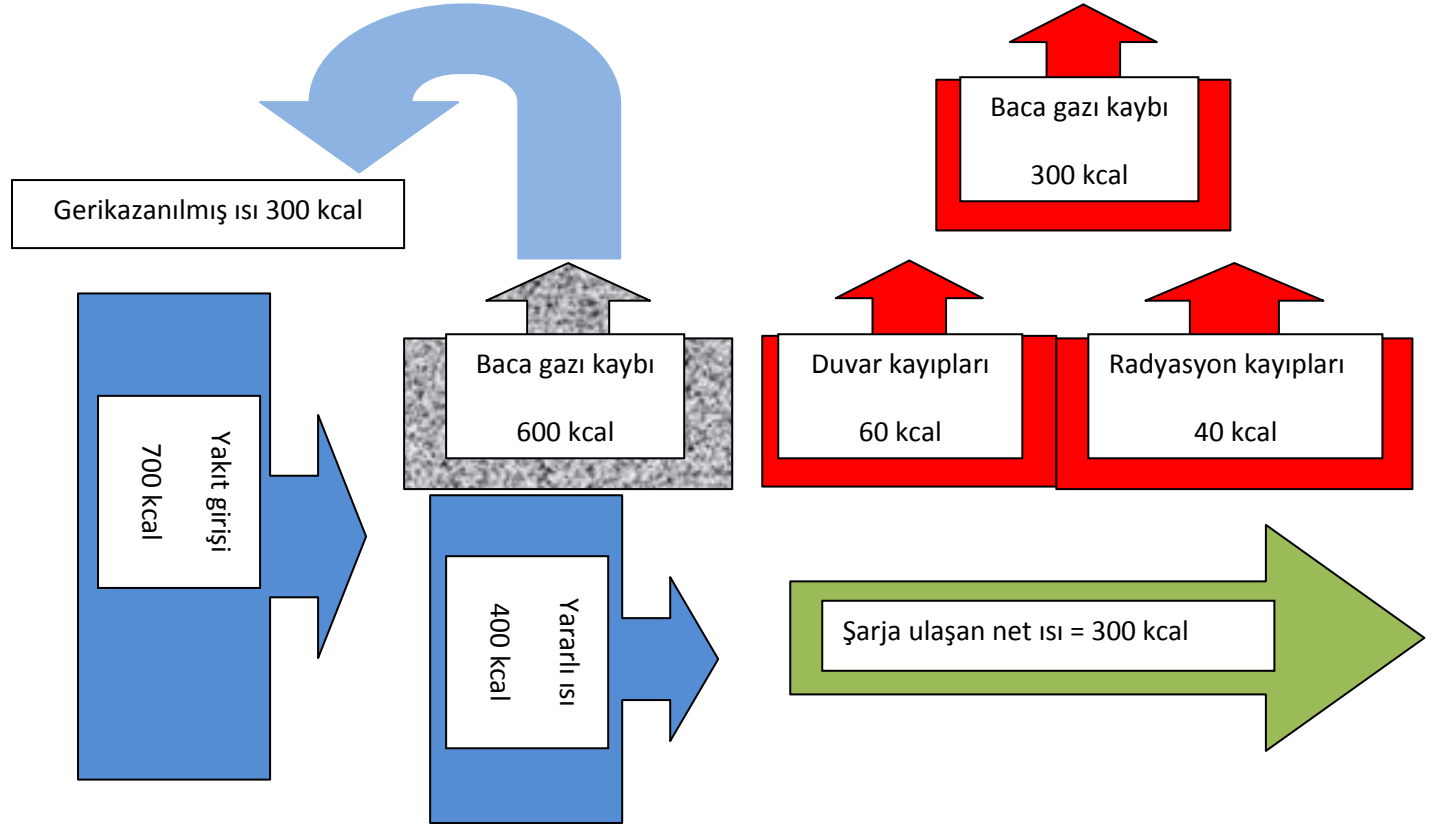 Baca gazı kaybı
300 kcal
Gerikazanılmış ısı 300 kcal
Yakıt girişi
700 kcal
Baca gazı kaybı
600 kcal
Duvar kayıpları
60 kcal
Radyasyon kayıpları
40 kcal
Yararlı ısı
400 kcal
Şarja ulaşan net ısı = 300 kcal